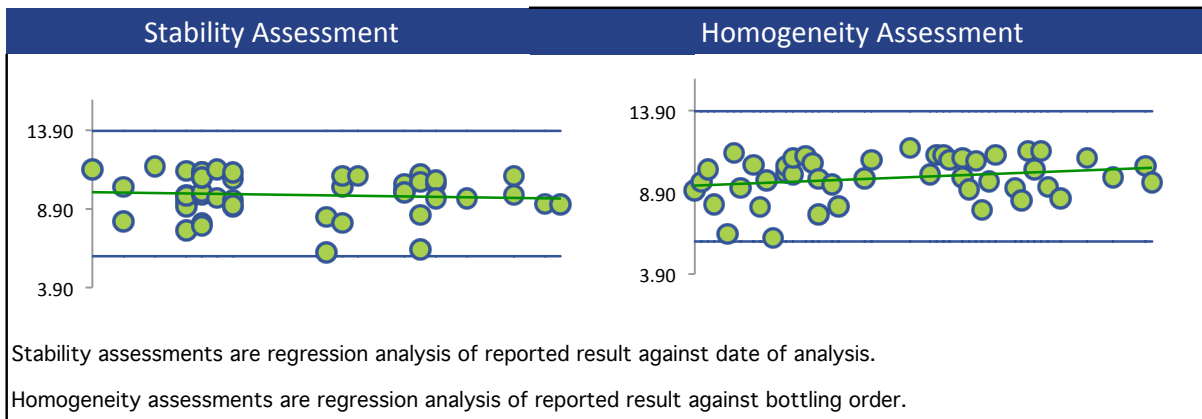 Stability Assessment
Homogeneity Assessment
13.90
8.90
3.90
13.90
8.90
3.90
Stability assessments are regression analysis of reported result against date of analysis.
Homogeneity assessments are regression analysis of reported result against bottling order.